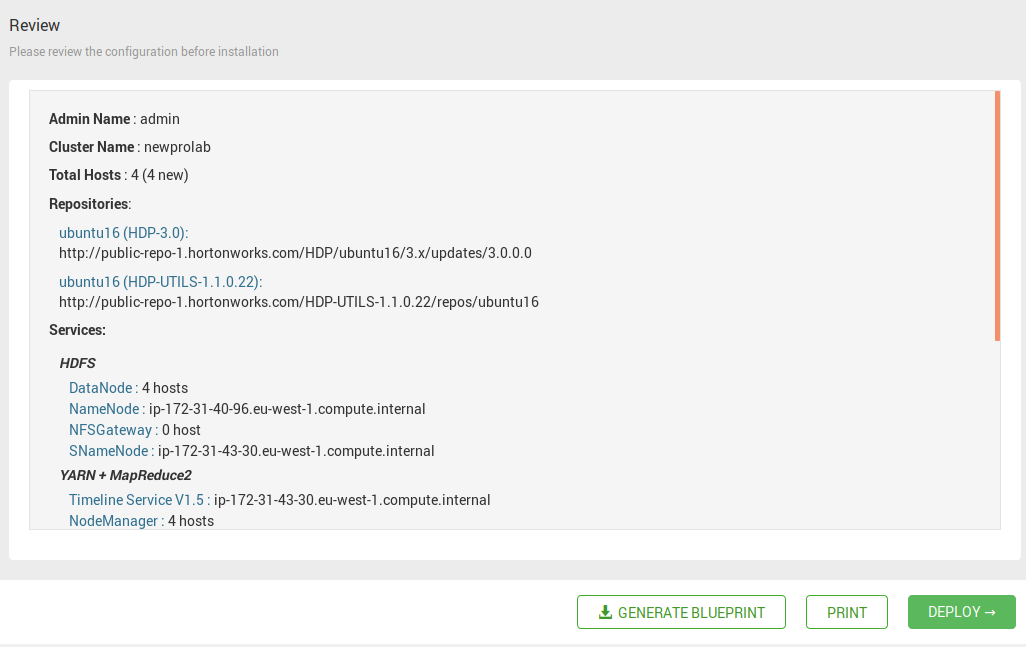 Review
Please review the configuration before installation
Admin Name : admin
Cluster Name : newprolab
Total Hosts : 4 (4 new)
Repositories:
ubuntu16 (HDP-3.0):
http://public-repo-1.hortonworks.com/HDP/ubuntu16/3.x/updates/3.0.0.0
ubuntu16 (HDP-UTILS-1.1.0.22):
http://public-repo-1.hortonworks.com/HDP-UTILS-1.1.0.22/repos/ubuntu16
Services:
HDFS
DataNode : 4 hosts
NameNode : ip-172-31-40-96.eu-west-1.compute.internal
NFSGateway : 0 host
SNameNode : ip-172-31-43-30.eu-west-1.compute.internal
YARN + MapReduce2
Timeline Service V1.5 : ip-172-31-43-30.eu-west-1.compute.internal
NodeManager : 4 hosts
GENERATE BLUEPRINT
PRINT
DEPLOY →